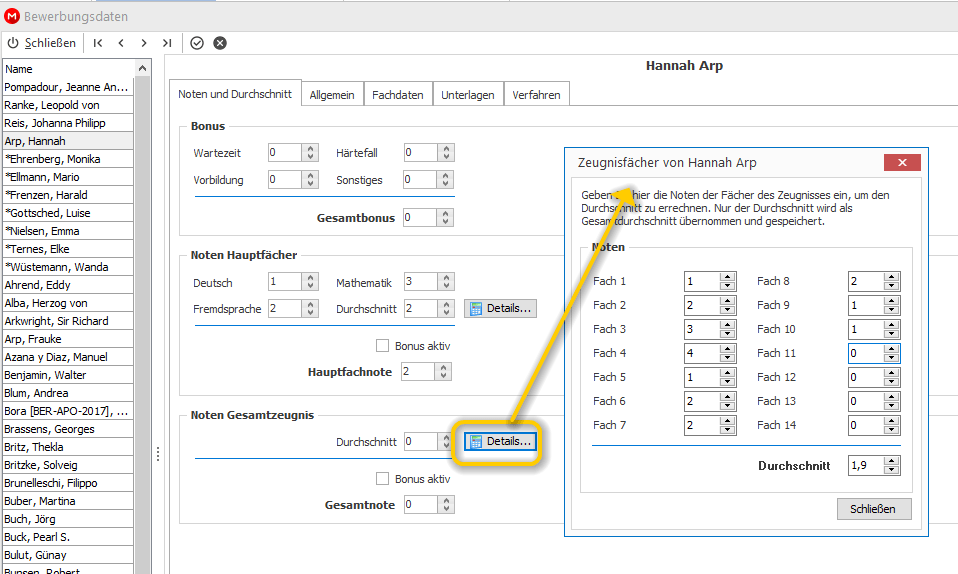 Bewerbungsdaten
Schließen
Name
Pompadour, Jeanne An...
Ranke, Leopold von
Reis, Johanna Philipp
Arp, Hannah
*Ehrenberg, Monika
*Ellmann, Mario
*Frenzen, Harald
*Gottsched, Luise
*Nielsen, Emma
*Ternes, Elke
*Wüstemann, Wanda
Ahrend, Eddy
Alba, Herzog von
Arkwright, Sir Richard
Arp, Frauke
Azana y Diaz, Manuel
Benjamin, Walter
Blum, Andrea
Bora [BER-APO-2017], ...
Brassens, Georges
Britz, Thekla
Britzke, Solveig
Brunelleschi, Filippo
Buber, Martina
Buch, Jörg
Buck, Pearl S.
Bulut, Günay
Bunsen, Robert
Hannah Arp
Noten und Durchschnitt Allgemein Fachdaten Unterlagen Verfahren
Bonus
Wartezeit 0 Härtefall 0
Vorbildung 0 Sonstiges 0
Gesamtbonus 0
Noten Hauptfächer
Deutsch 1 Mathematik 3
Fremdsprache 2 Durchschnitt 2 Details...
Bonus aktiv
Hauptfachnote 2
Noten Gesamtzeugnis
Durchschnitt 0 Details...
Bonus aktiv
Gesamtnote 0
Zeugnisfächer von Hannah Arp
Geben hier die Noten der Fächer des Zeugnisses ein, um den
Durchschnitt zu errechnen. Nur der Durchschnitt wird als
Gesamtdurchschnitt übernommen und gespeichert.
Noten
Fach 1 1 Fach 8 2
Fach 2 2 Fach 9 1
Fach 3 3 Fach 10 1
Fach 4 4 Fach 11 0
Fach 5 1 Fach 12 0
Fach 6 2 Fach 13 0
Fach 7 2 Fach 14 0
Durchschnitt 1,9
Schließen